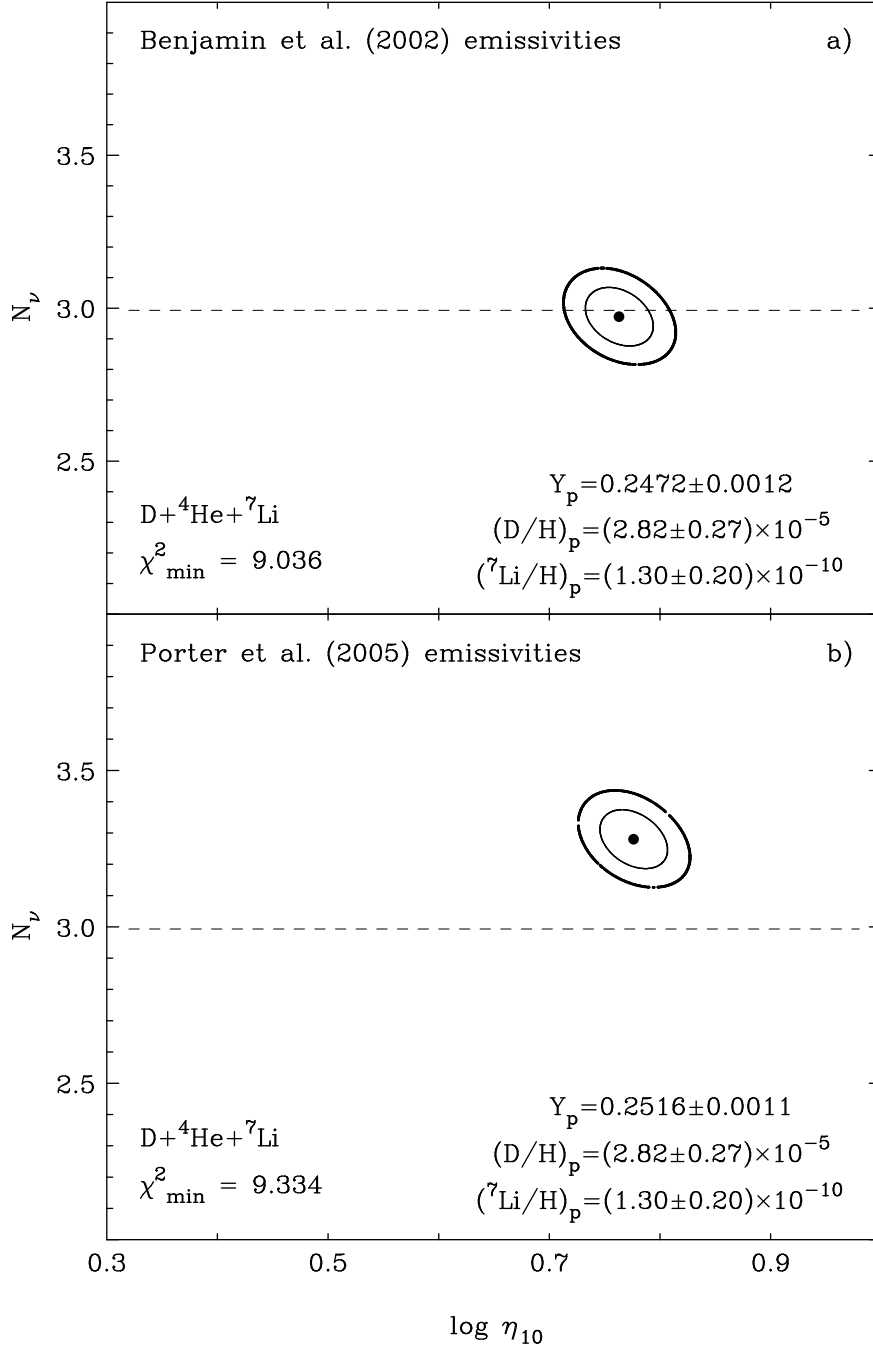 Benjamin et al. (2002) emissivities a)
3.5
N_ν 3.0
2.5
Y_p=0.2472±0.0012
D+⁴He+⁷Li
(D/H)_p=(2.82±0.27)×10⁻⁵
χ²_min = 9.036
(⁷Li/H)_p=(1.30±0.20)×10⁻¹⁰
Porter et al. (2005) emissivities b)
3.5
N_ν 3.0
2.5
Y_p=0.2516±0.0011
D+⁴He+⁷Li
(D/H)_p=(2.82±0.27)×10⁻⁵
χ²_min = 9.334
(⁷Li/H)_p=(1.30±0.20)×10⁻¹⁰
0.3 0.5 0.7 0.9
log η₁₀